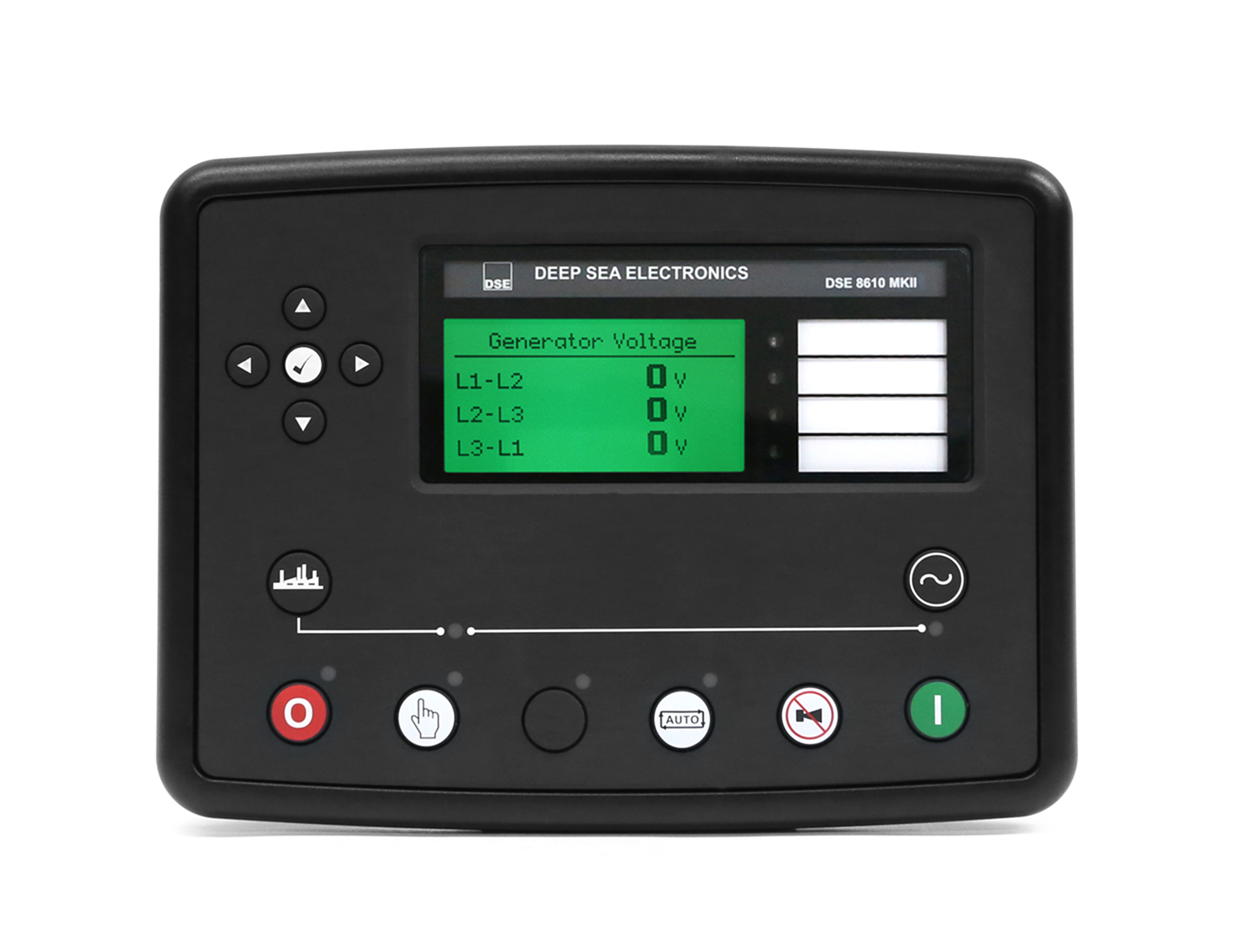 DSE
DEEP SEA ELECTRONICS
DSE 8610 MKII
Generator Voltage
L1-L2 0 V
L2-L3 0 V
L3-L1 0 V
O
AUTO
I